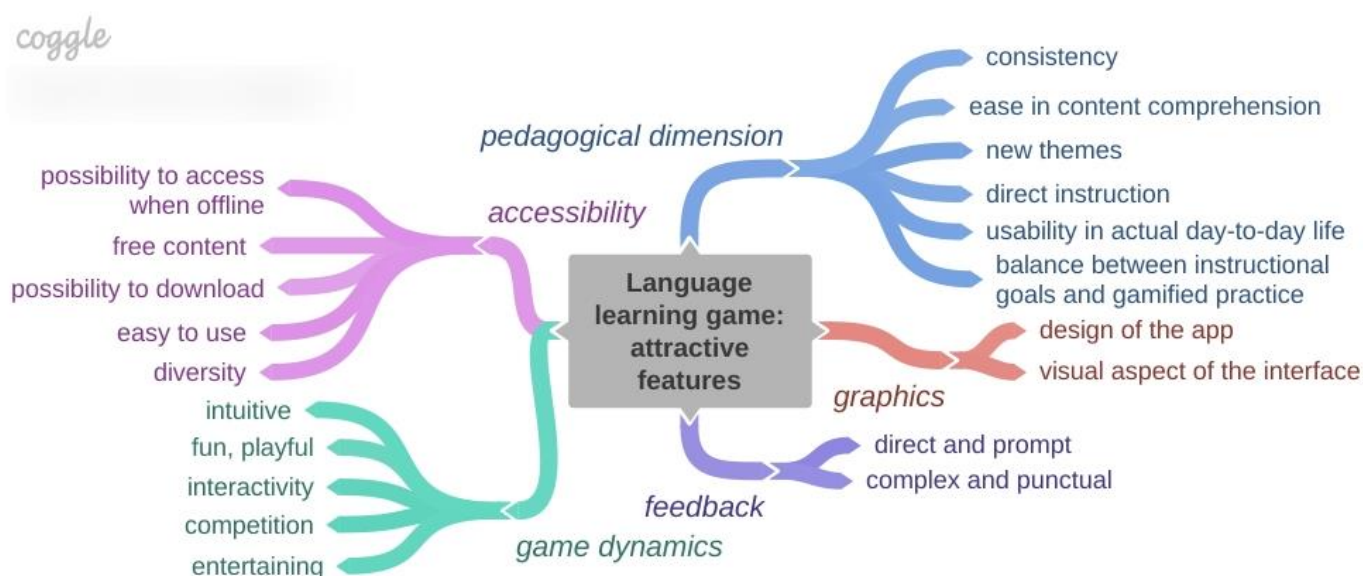 coggle
pedagogical dimension
consistency
ease in content comprehension
new themes
direct instruction
usability in actual day-to-day life
balance between instructional
goals and gamified practice
accessibility
possibility to access
when offline
free content
possibility to download
easy to use
diversity
Language
learning game:
attractive
features
graphics
design of the app
visual aspect of the interface
feedback
direct and prompt
complex and punctual
game dynamics
intuitive
fun, playful
interactivity
competition
entertaining